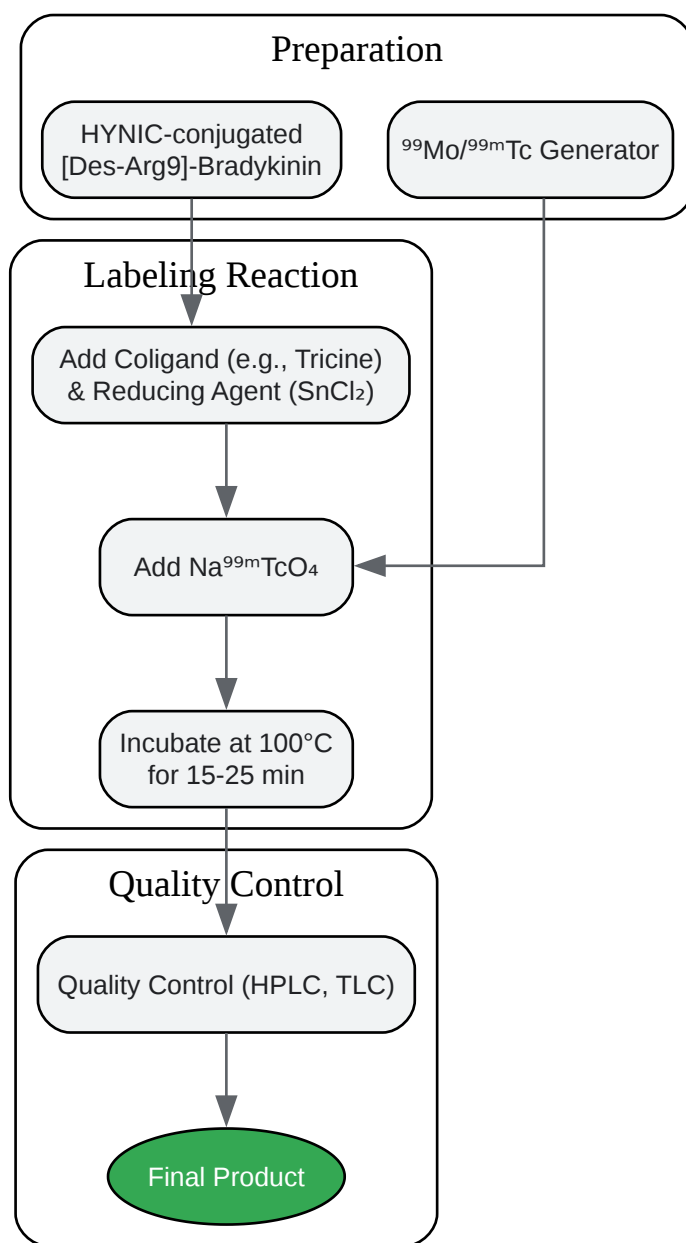 Preparation
HYNIC-conjugated
[Des-Arg9]-Bradykinin
⁹⁹Mo/⁹⁹ᵐTc Generator
Labeling Reaction
Add Coligand (e.g., Tricine)
& Reducing Agent (SnCl₂)
Add Na⁹⁹ᵐTcO₄
Incubate at 100°C
for 15-25 min
Quality Control
Quality Control (HPLC, TLC)
Final Product